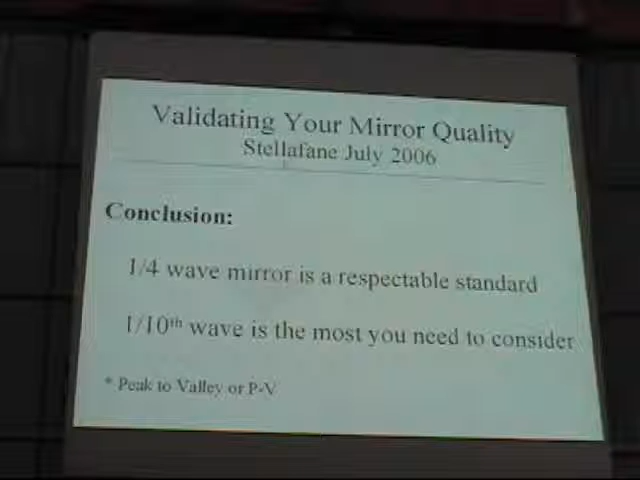 Validating Your Mirror Quality
Stellafane July 2006
Conclusion:
1/4 wave mirror is a respectable standard
1/10th wave is the most you need to consider
* Peak to Valley or P-V